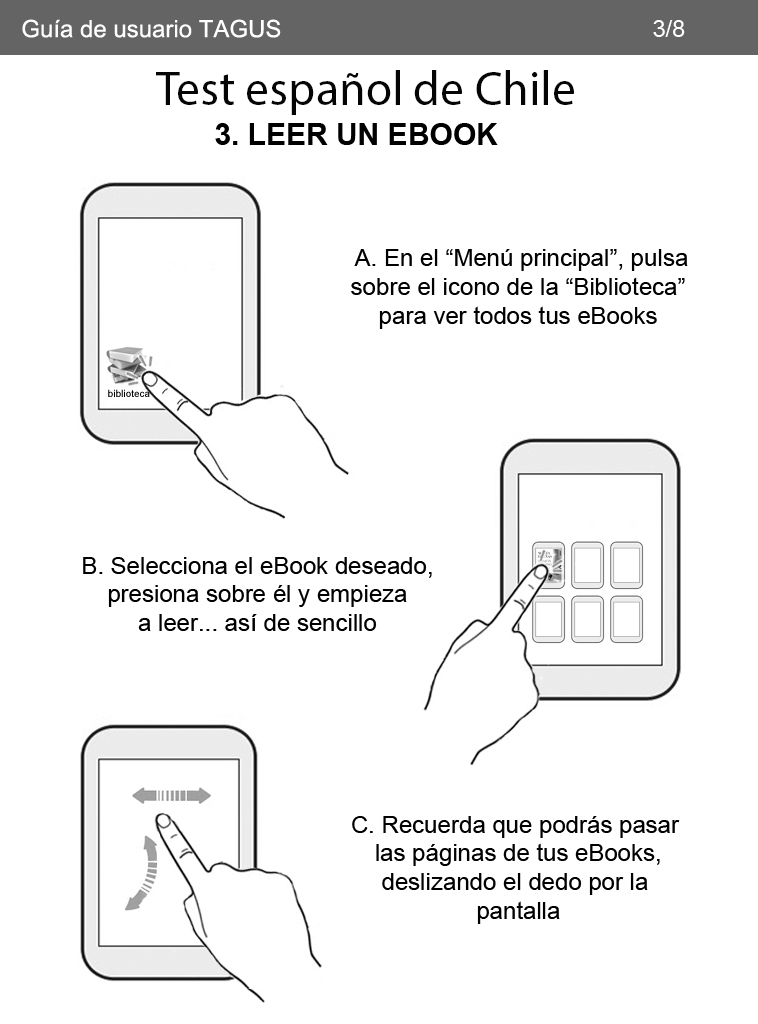 Guía de usuario TAGUS 3/8
Test español de Chile
3. LEER UN EBOOK
A. En el “Menú principal”, pulsa
sobre el icono de la “Biblioteca”
para ver todos tus eBooks
biblioteca
B. Selecciona el eBook deseado,
presiona sobre él y empieza
a leer... así de sencillo
C. Recuerda que podrás pasar
las páginas de tus eBooks,
deslizando el dedo por la
pantalla